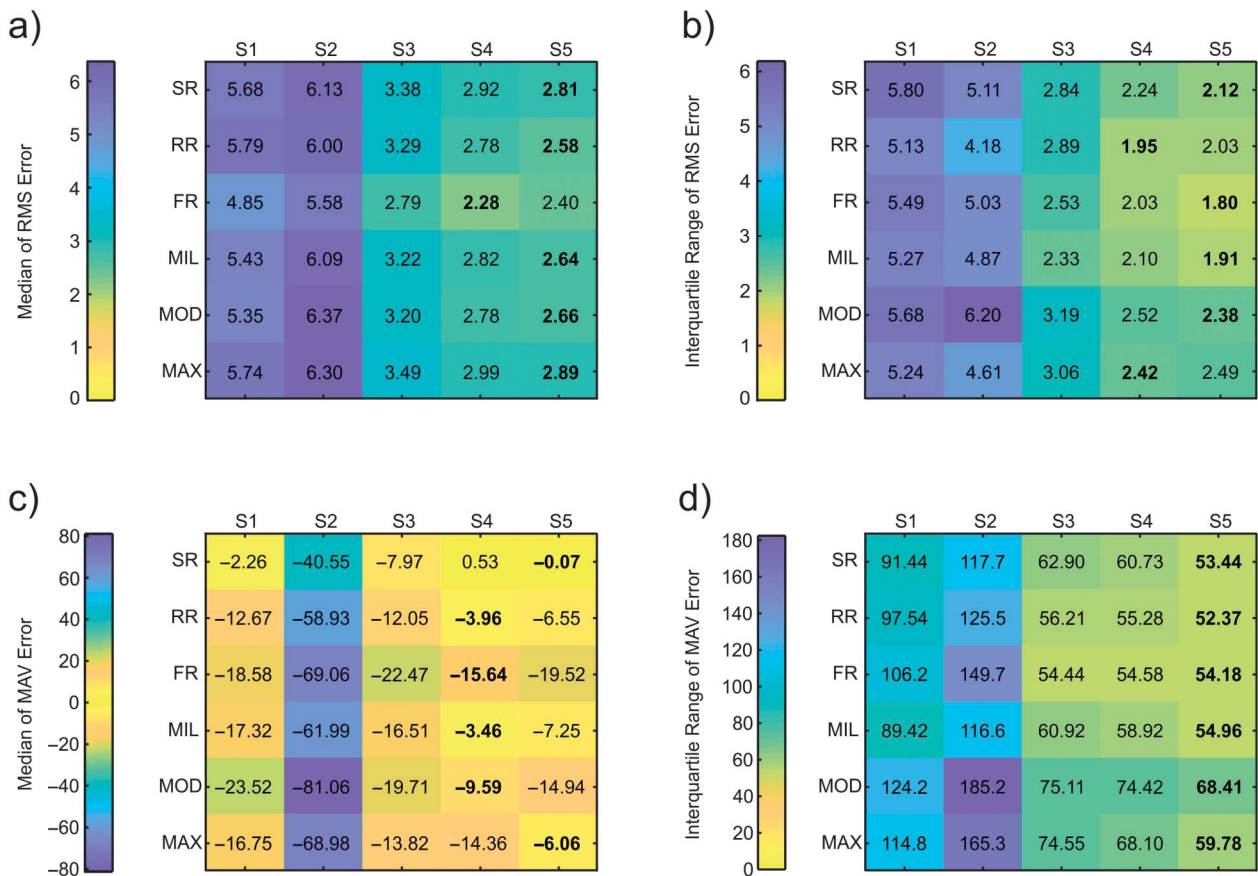 a)
S1 S2 S3 S4 S5
Median of RMS Error
6
5
4
3
2
1
0
SR 5.68 6.13 3.38 2.92 2.81
RR 5.79 6.00 3.29 2.78 2.58
FR 4.85 5.58 2.79 2.28 2.40
MIL 5.43 6.09 3.22 2.82 2.64
MOD 5.35 6.37 3.20 2.78 2.66
MAX 5.74 6.30 3.49 2.99 2.89
b)
S1 S2 S3 S4 S5
Interquartile Range of RMS Error
6
5
4
3
2
1
0
SR 5.80 5.11 2.84 2.24 2.12
RR 5.13 4.18 2.89 1.95 2.03
FR 5.49 5.03 2.53 2.03 1.80
MIL 5.27 4.87 2.33 2.10 1.91
MOD 5.68 6.20 3.19 2.52 2.38
MAX 5.24 4.61 3.06 2.42 2.49
c)
S1 S2 S3 S4 S5
Median of MAV Error
80
60
40
20
0
−20
−40
−60
−80
SR −2.26 −40.55 −7.97 0.53 −0.07
RR −12.67 −58.93 −12.05 −3.96 −6.55
FR −18.58 −69.06 −22.47 −15.64 −19.52
MIL −17.32 −61.99 −16.51 −3.46 −7.25
MOD −23.52 −81.06 −19.71 −9.59 −14.94
MAX −16.75 −68.98 −13.82 −14.36 −6.06
d)
S1 S2 S3 S4 S5
Interquartile Range of MAV Error
180
160
140
120
100
80
60
40
20
0
SR 91.44 117.7 62.90 60.73 53.44
RR 97.54 125.5 56.21 55.28 52.37
FR 106.2 149.7 54.44 54.58 54.18
MIL 89.42 116.6 60.92 58.92 54.96
MOD 124.2 185.2 75.11 74.42 68.41
MAX 114.8 165.3 74.55 68.10 59.78